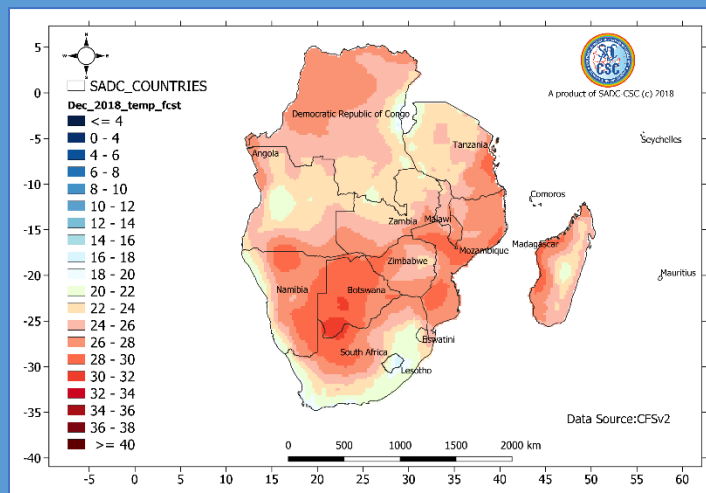 N
W
E
S
SADC_COUNTRIES
Dec_2018_temp_fcst
<= 4
0 - 4
4 - 6
6 - 8
8 - 10
10 - 12
12 - 14
14 - 16
16 - 18
18 - 20
20 - 22
22 - 24
24 - 26
26 - 28
28 - 30
30 - 32
32 - 34
34 - 36
36 - 38
>= 40
CSC
A product of SADC-CSC (c) 2018
Democratic Republic of Congo
Tanzania
Seychelles
Angola
Comoros
Zambia
Malawi
Mozambique
Madagascar
Zimbabwe
Mauritius
Namibia
Botswana
Eswatini
South Africa
Lesotho
Data Source:CFSv2
0 500 1000 1500 2000 km
5
0
-5
-10
-15
-20
-25
-30
-35
-40
-5 0 5 10 15 20 25 30 35 40 45 50 55 60